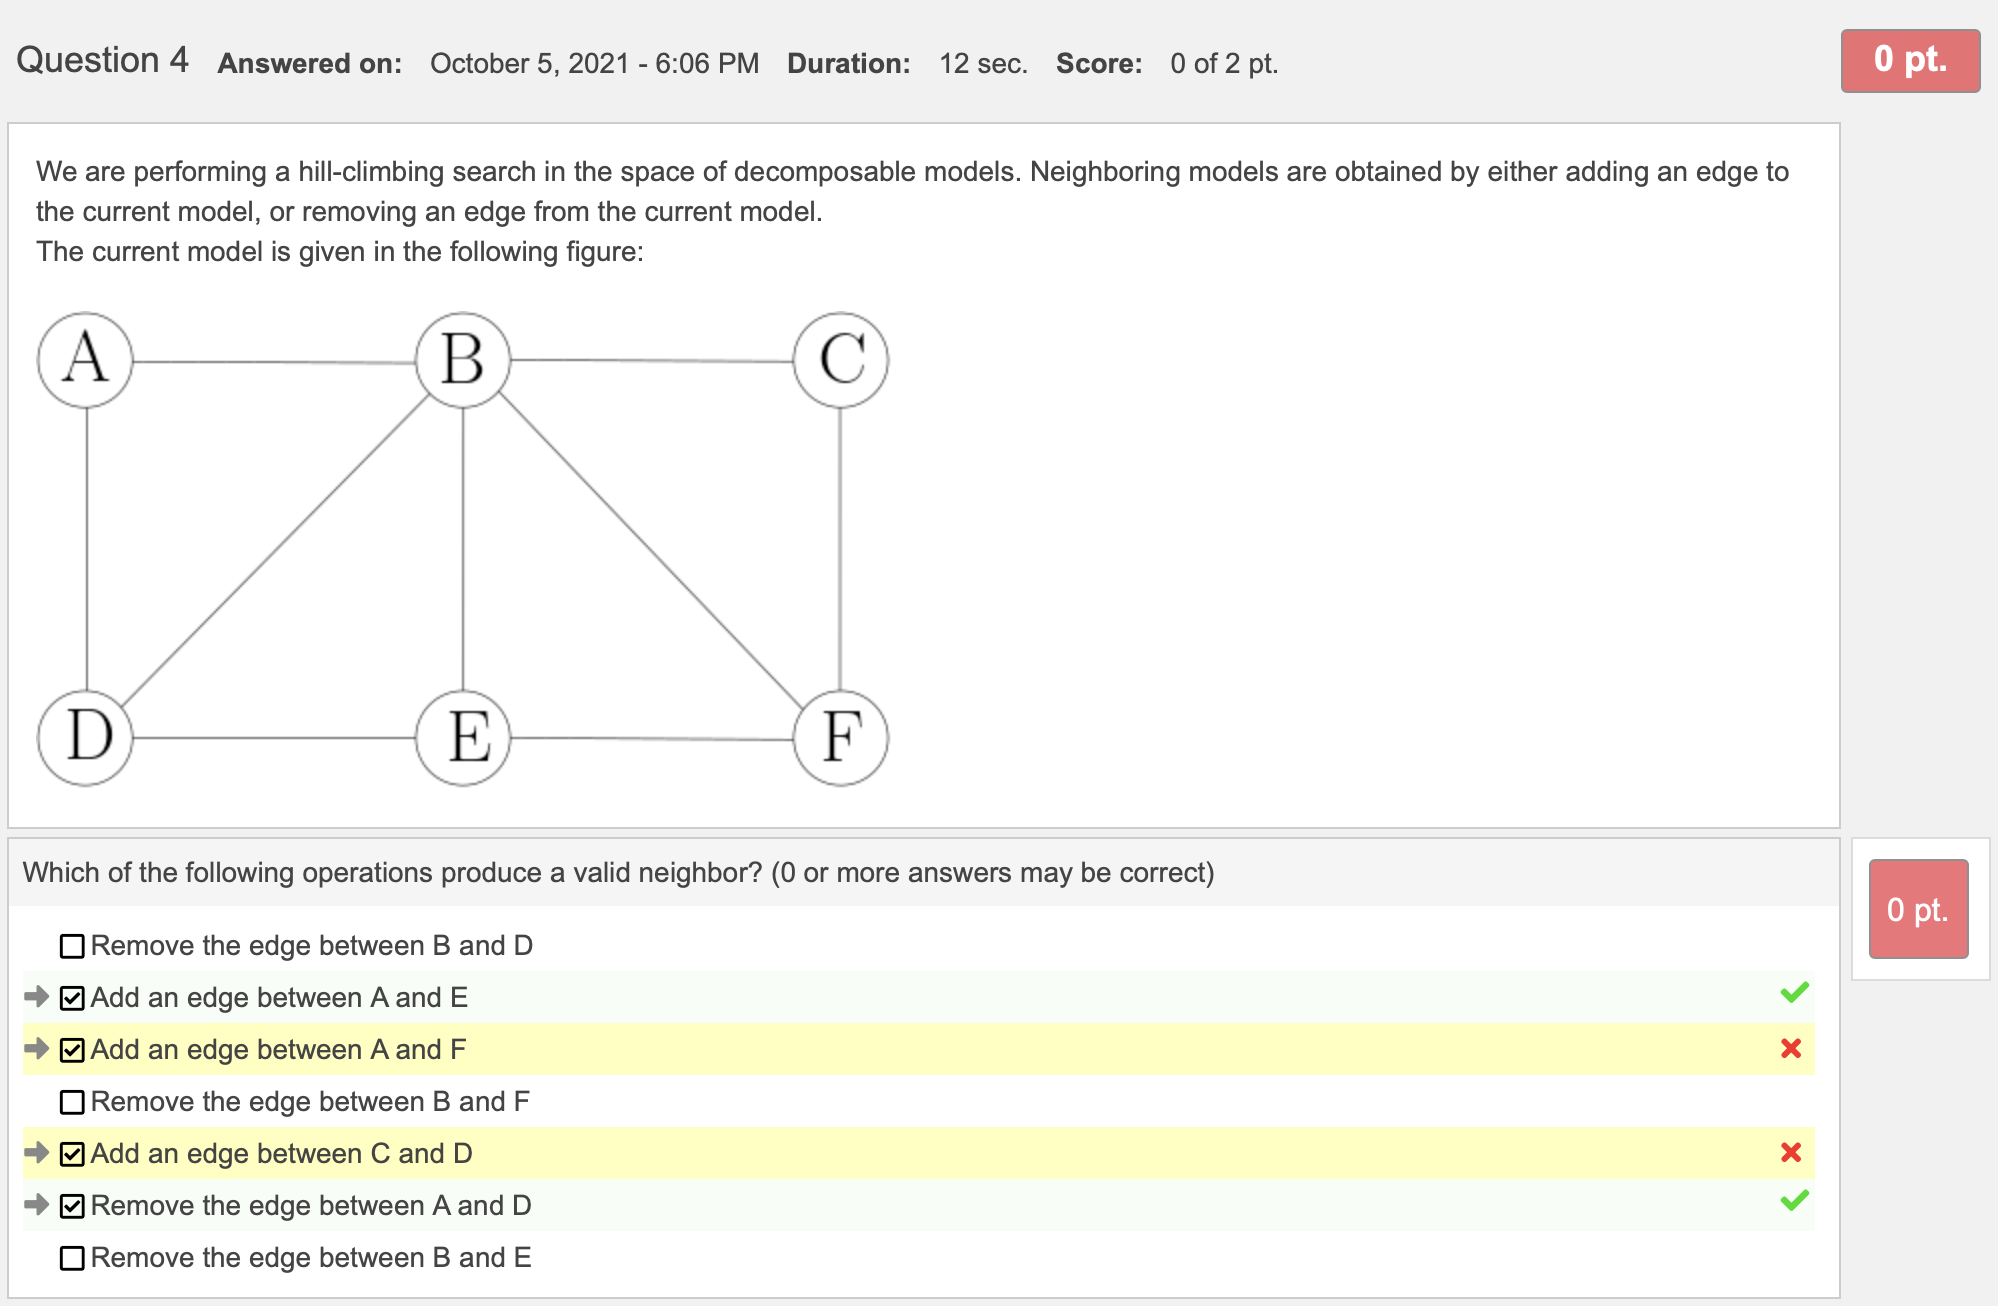 Question 4 Answered on: October 5, 2021 - 6:06 PM Duration: 12 sec. Score: 0 of 2 pt. 0 pt.
We are performing a hill-climbing search in the space of decomposable models. Neighboring models are obtained by either adding an edge to
the current model, or removing an edge from the current model.
The current model is given in the following figure:
A B C
D E F
Which of the following operations produce a valid neighbor? (0 or more answers may be correct)
0 pt.
Remove the edge between B and D
Add an edge between A and E
Add an edge between A and F
Remove the edge between B and F
Add an edge between C and D
Remove the edge between A and D
Remove the edge between B and E